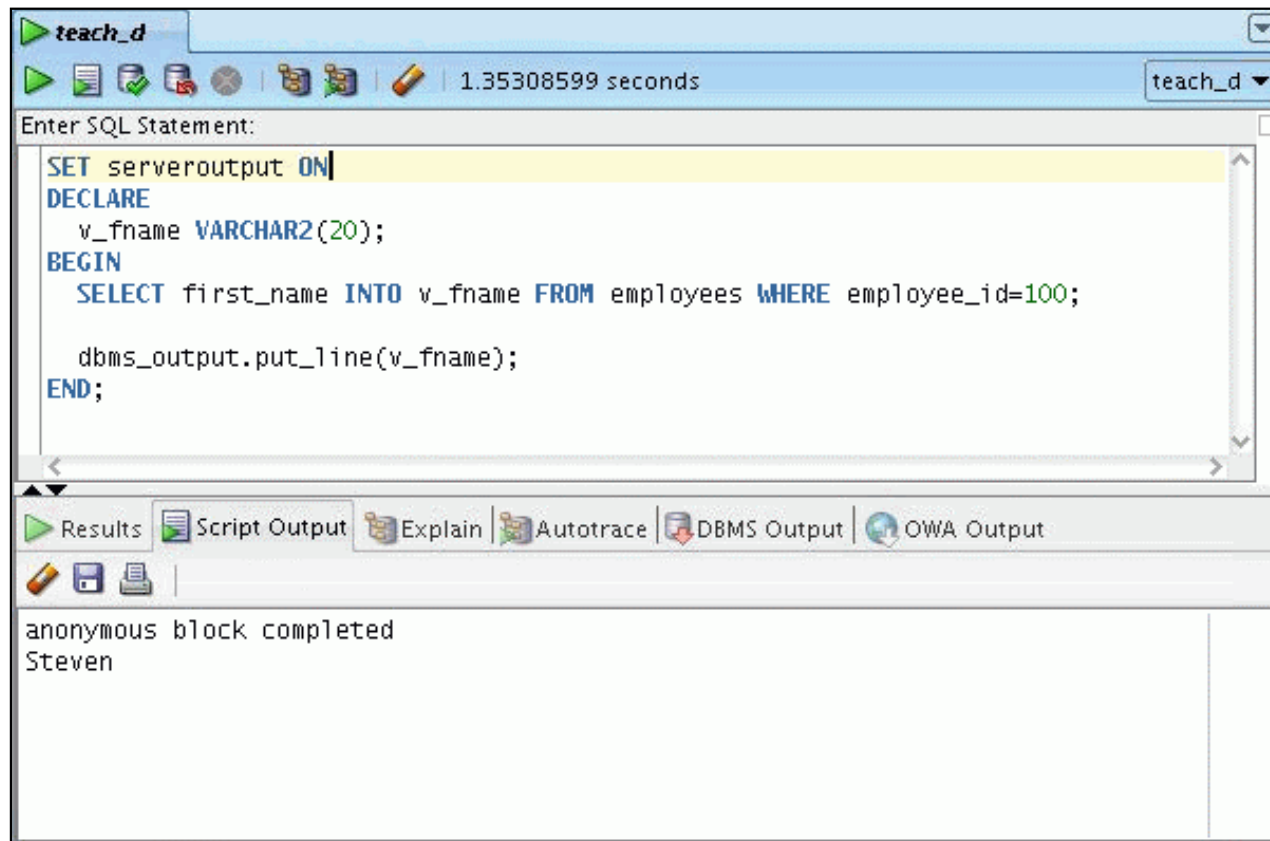 teach_d
1.35308599 seconds
teach_d
Enter SQL Statement:
SET serveroutput ON
DECLARE
v_fname VARCHAR2(20);
BEGIN
SELECT first_name INTO v_fname FROM employees WHERE employee_id=100;
dbms_output.put_line(v_fname);
END;
Results Script Output Explain Autotrace DBMS Output OWA Output
anonymous block completed
Steven